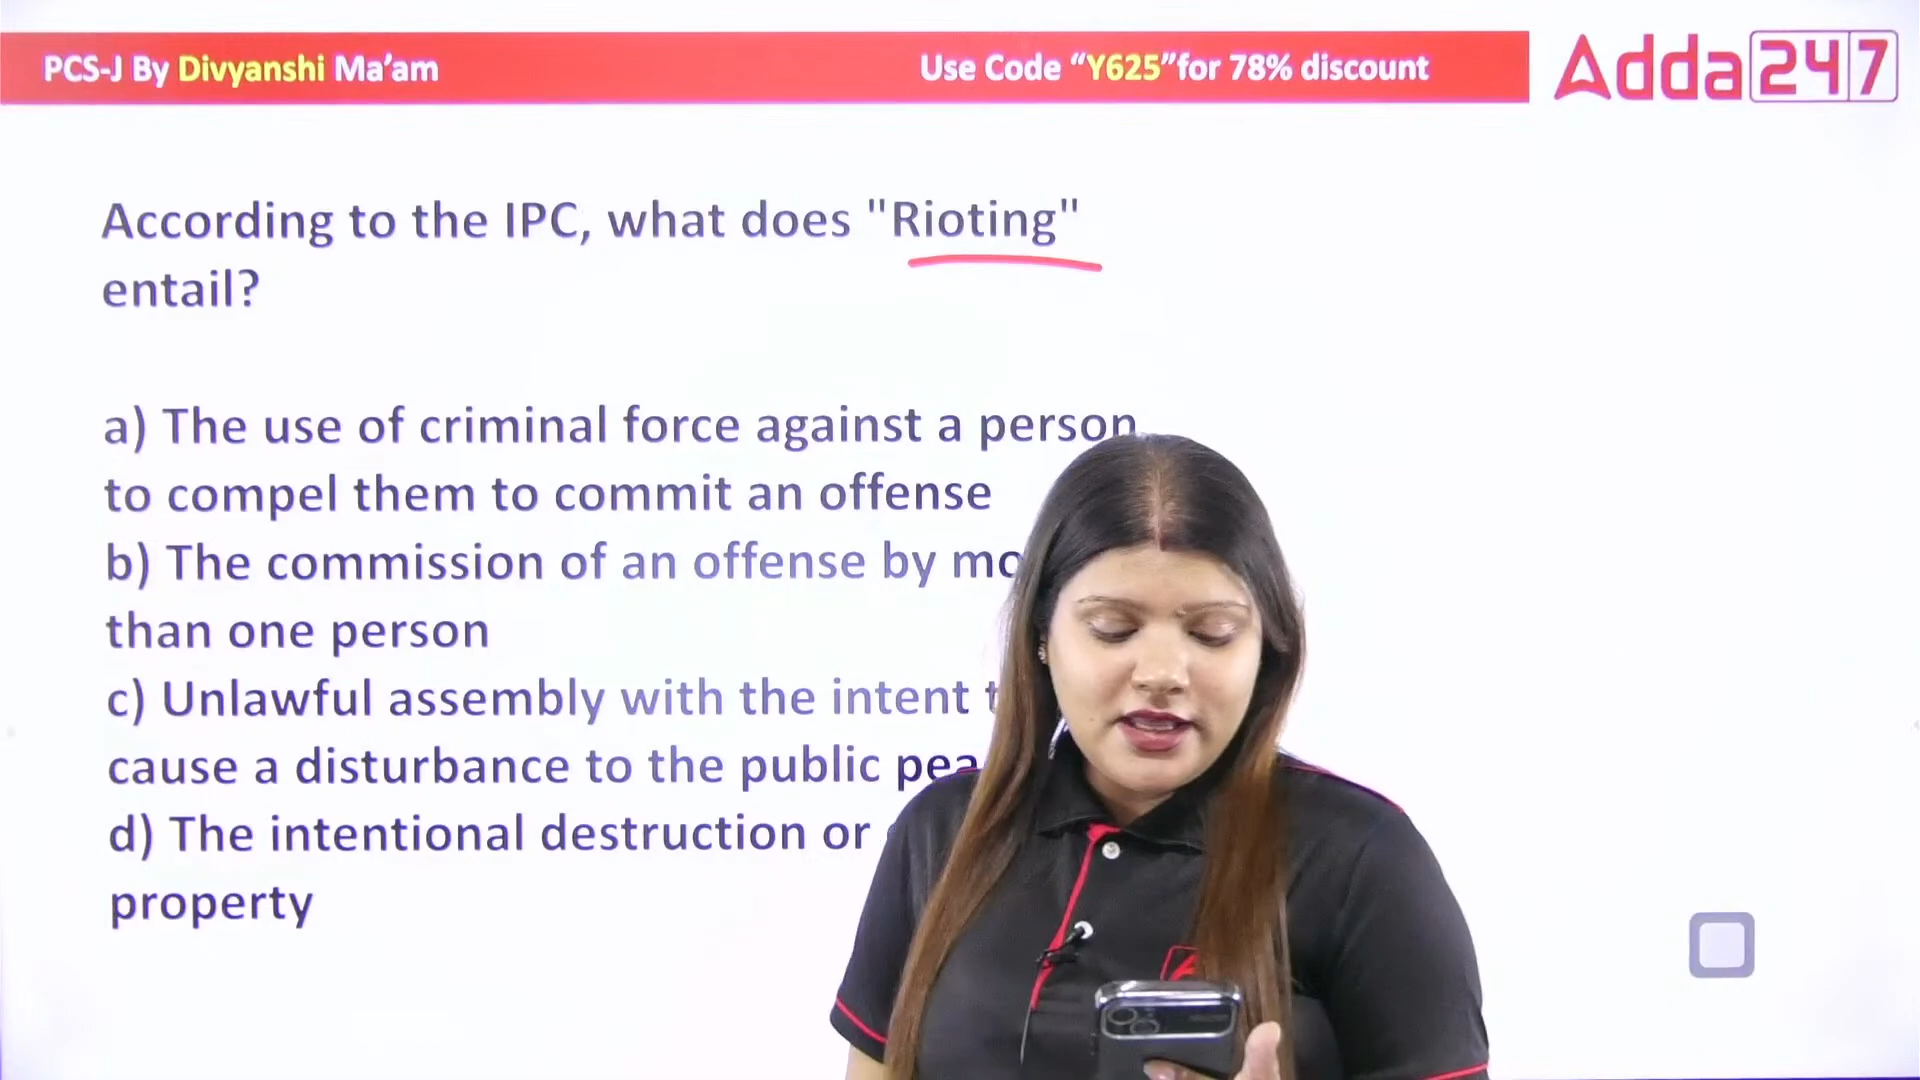 PCS-J By Divyanshi Ma’am
Use Code “Y625”for 78% discount
Adda247
According to the IPC, what does "Rioting"
entail?
a) The use of criminal force against a person
to compel them to commit an offense
b) The commission of an offense by
than one person
c) Unlawful assembly with the intent
cause a disturbance to the public
d) The intentional destruction or
property